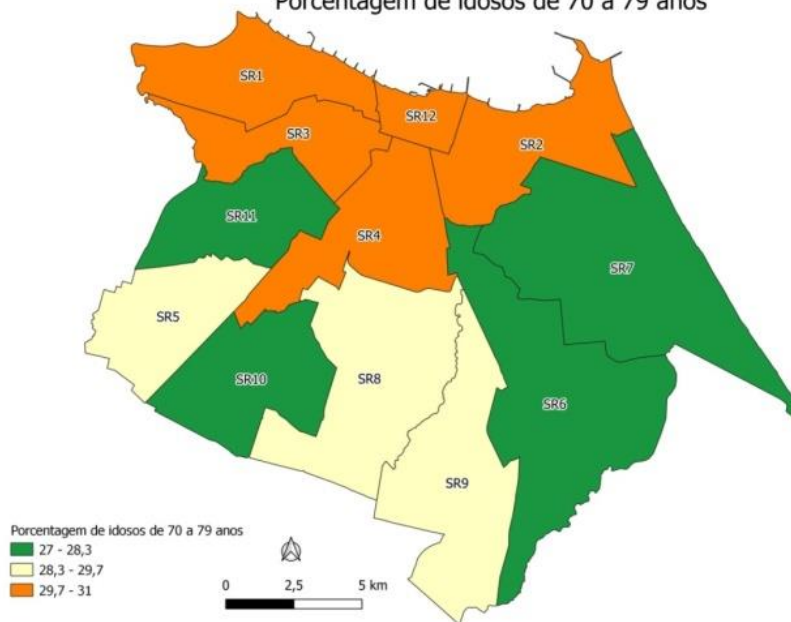 Porcentagem de idosos de 70 a 79 anos
SR1
SR12
SR3
SR2
SR11
SR4
SR7
SR5
SR10
SR8
SR6
SR9
Porcentagem de idosos de 70 a 79 anos
27 - 28,3
28,3 - 29,7
29,7 - 31
0 2,5 5 km